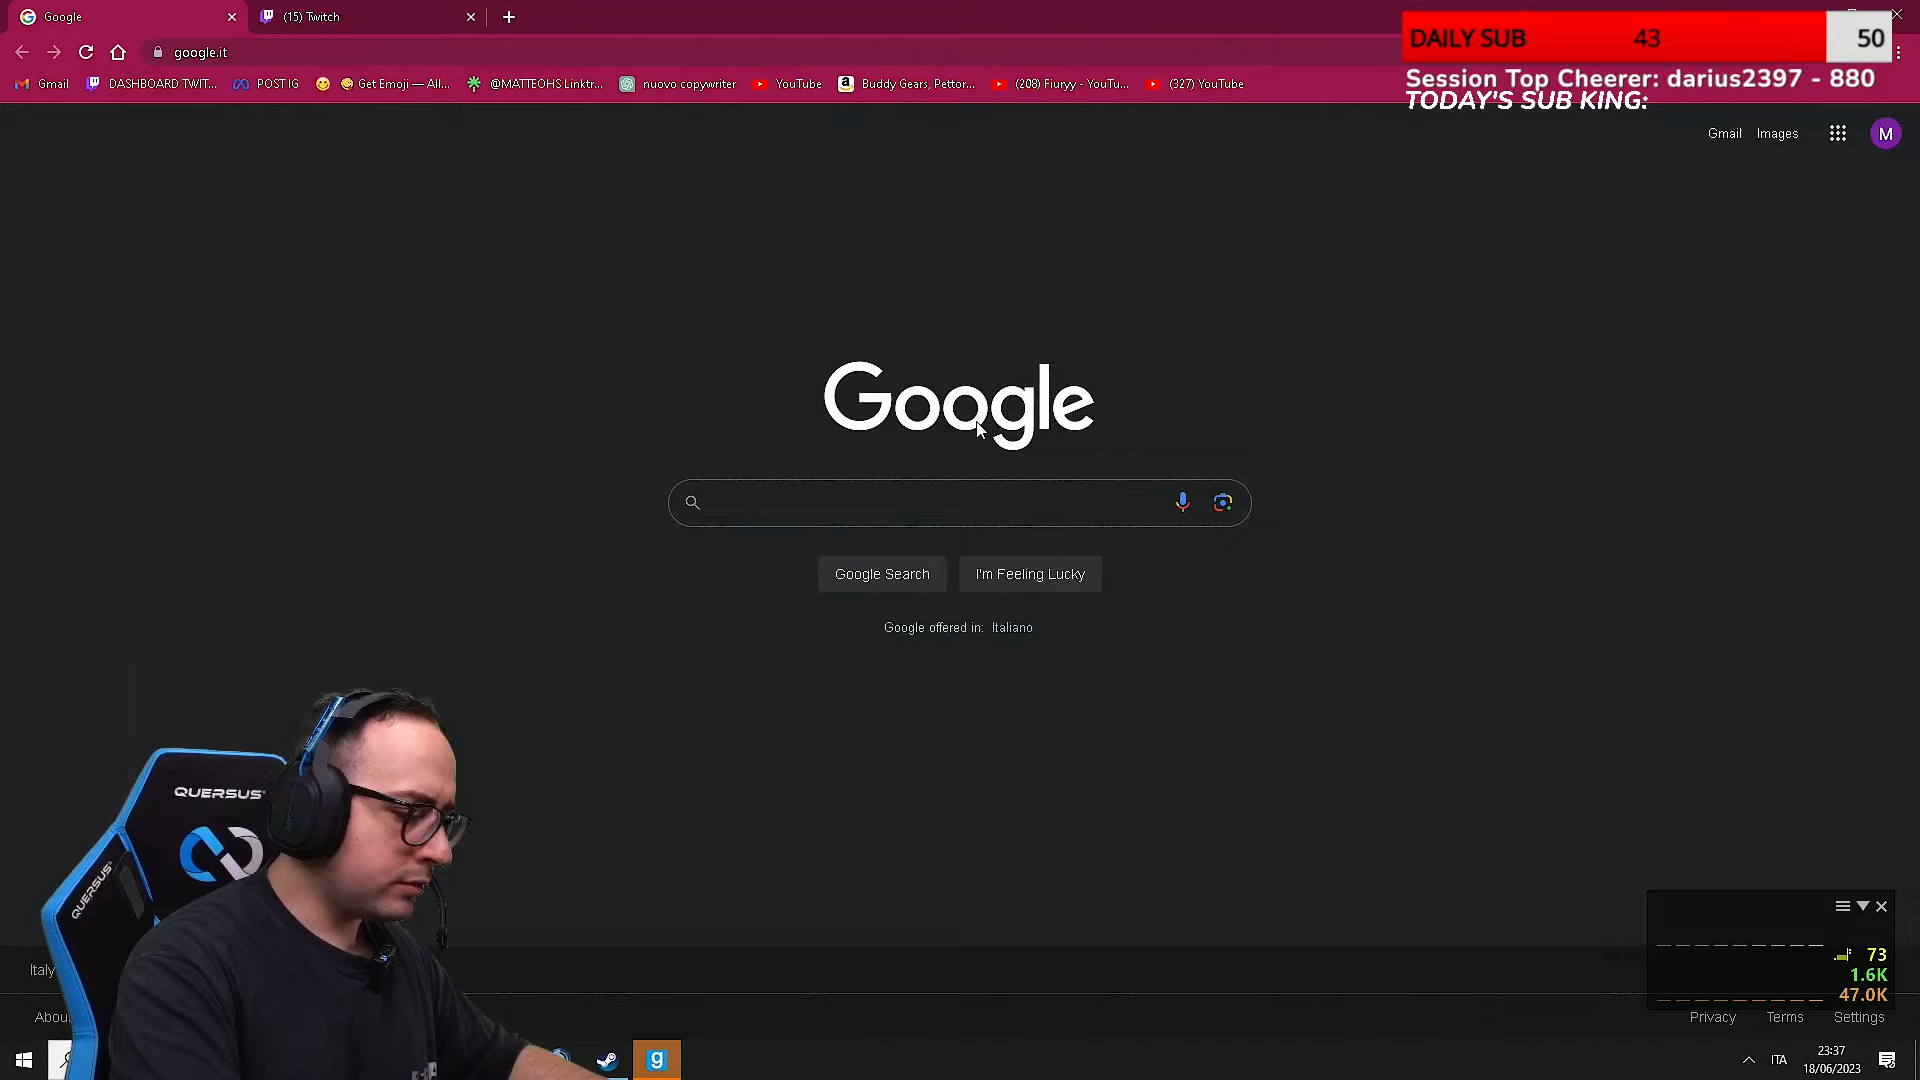 Google
(15) Twitch
google.it
DAILY SUB 43 50
Gmail DASHBOARD TWIT... POST IG Get Emoji — All... @MATTEOHS Linktr... nuovo copywriter YouTube Buddy Gears, Pettor... (208) Fiuryy - YouTu... (327) YouTube
Session Top Cheerer: darius2397 - 880
TODAY'S SUB KING:
Gmail Images M
Google
Google Search I'm Feeling Lucky
Google offered in: Italiano
QUERSUS
QUERSUS
73
1.6K
47.0K
Italy
Abou
Privacy Terms Settings
g
ITA
23:37
18/06/2023